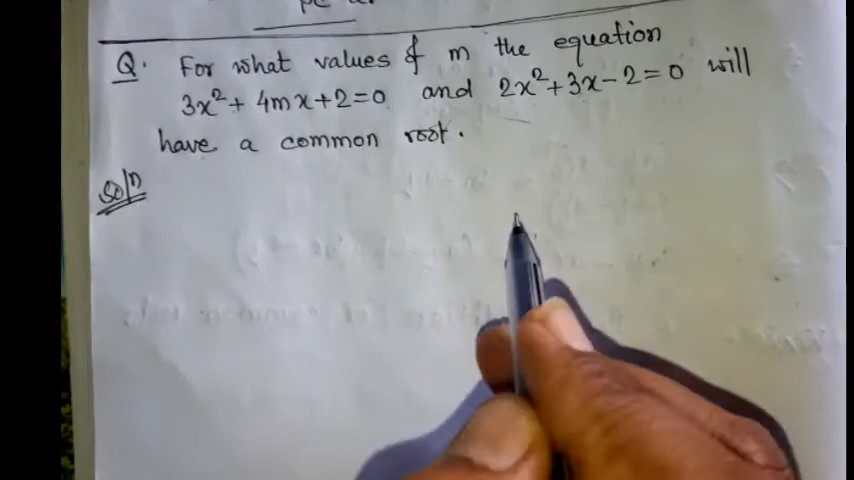 Q. For what values of m the equation
3x² + 4mx + 2 = 0 and 2x² + 3x - 2 = 0 will
have a common root.
Soln